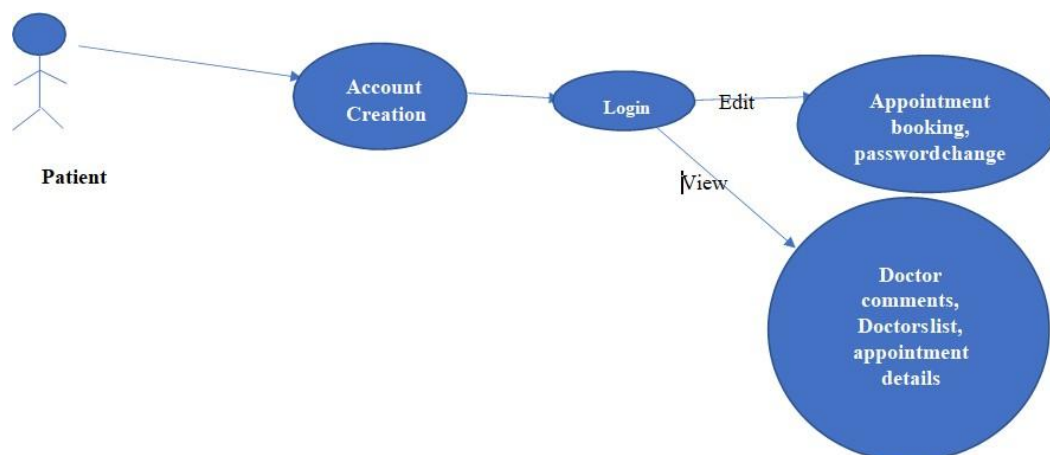 Patient
Account
Creation
Login
Edit
View
Appointment
booking,
passwordchange
Doctor
comments,
Doctorslist,
appointment
details